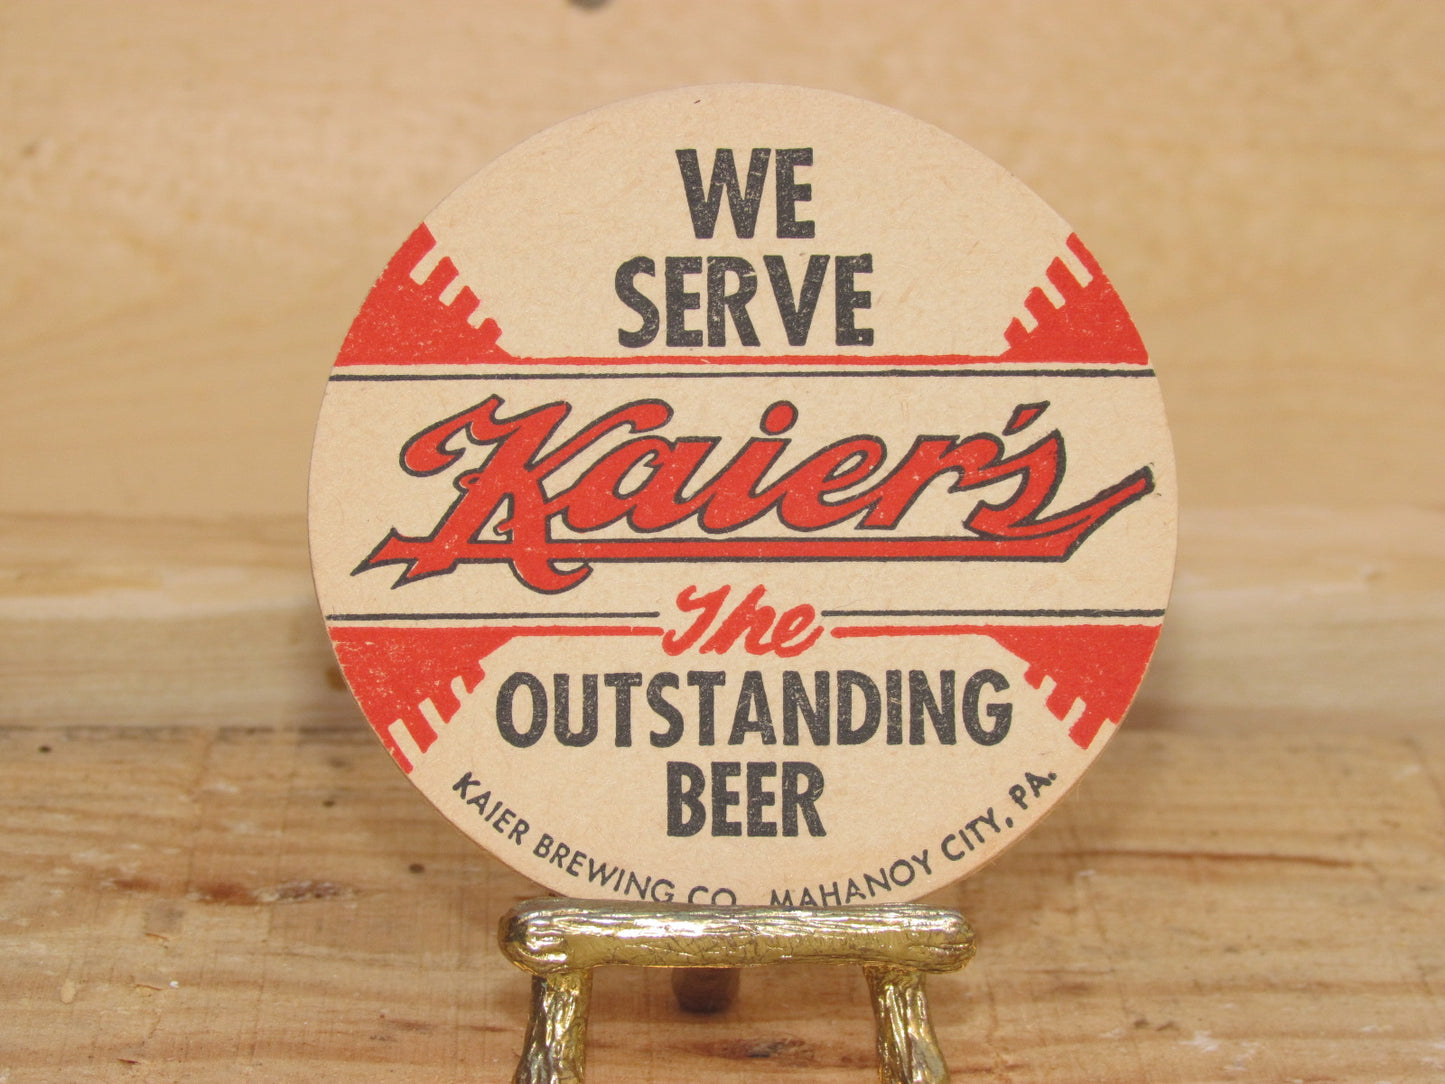 WE
SERVE
Kaier's
The
OUTSTANDING
BEER
KAIER BREWING CO. MAHANOY CITY, PA.